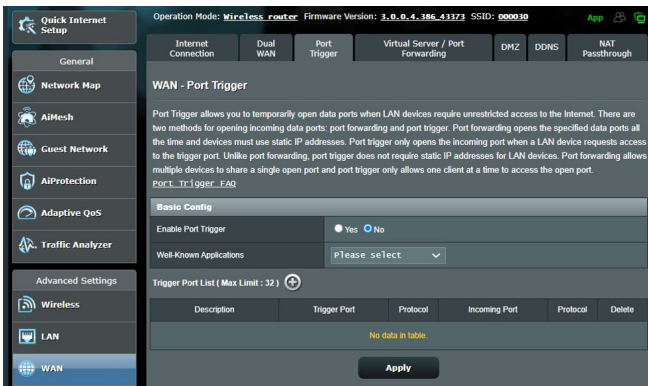 Quick Internet
Setup
Operation Mode: Wireless router Firmware Version: 3.0.0.4.386_43373 SSID: 000030
App
General
Network Map
AiMesh
Guest Network
AiProtection
Adaptive QoS
Traffic Analyzer
Advanced Settings
Wireless
LAN
WAN
Internet
Connection
Dual
WAN
Port
Trigger
Virtual Server / Port
Forwarding
DMZ
DDNS
NAT
Passthrough
WAN - Port Trigger
Port Trigger allows you to temporarily open data ports when LAN devices require unrestricted access to the Internet. There are
two methods for opening incoming data ports: port forwarding and port trigger. Port forwarding opens the specified data ports all
the time and devices must use static IP addresses. Port trigger only opens the incoming port when a LAN device requests access
to the trigger port. Unlike port forwarding, port trigger does not require static IP addresses for LAN devices. Port forwarding allows
multiple devices to share a single open port and port trigger only allows one client at a time to access the open port.
Port Trigger FAQ
Basic Config
Enable Port Trigger Yes No
Well-Known Applications Please select
Trigger Port List ( Max Limit : 32 )
Description Trigger Port Protocol Incoming Port Protocol Delete
No data in table.
Apply